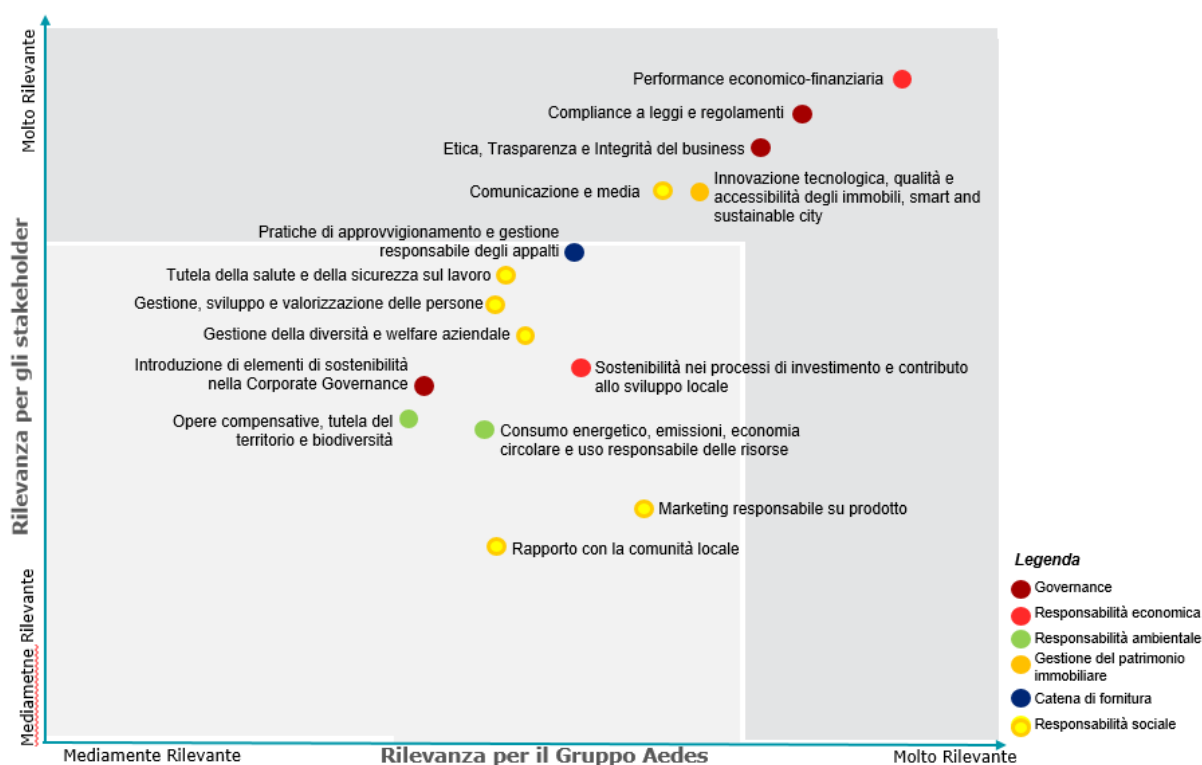 Molto Rilevante
Rilevanza per gli stakeholder
Mediametne Rilevante
Performance economico-finanziaria
Compliance a leggi e regolamenti
Etica, Trasparenza e Integrità del business
Comunicazione e media
Innovazione tecnologica, qualità e
accessibilità degli immobili, smart and
sustainable city
Pratiche di approvvigionamento e gestione
responsabile degli appalti
Tutela della salute e della sicurezza sul lavoro
Gestione, sviluppo e valorizzazione delle persone
Gestione della diversità e welfare aziendale
Introduzione di elementi di sostenibilità
nella Corporate Governance
Sostenibilità nei processi di investimento e contributo
allo sviluppo locale
Opere compensative, tutela del
territorio e biodiversità
Consumo energetico, emissioni, economia
circolare e uso responsabile delle risorse
Marketing responsabile su prodotto
Rapporto con la comunità locale
Legenda
Governance
Responsabilità economica
Responsabilità ambientale
Gestione del patrimonio
immobiliare
Catena di fornitura
Responsabilità sociale
Mediamente Rilevante
Rilevanza per il Gruppo Aedes
Molto Rilevante